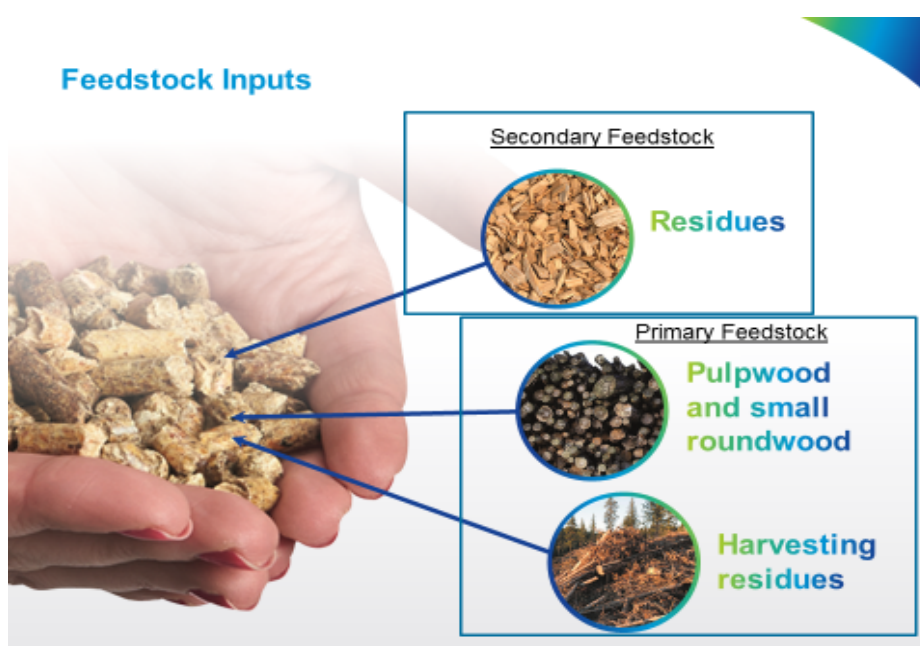 Feedstock Inputs
Secondary Feedstock
Residues
Primary Feedstock
Pulpwood
and small
roundwood
Harvesting
residues